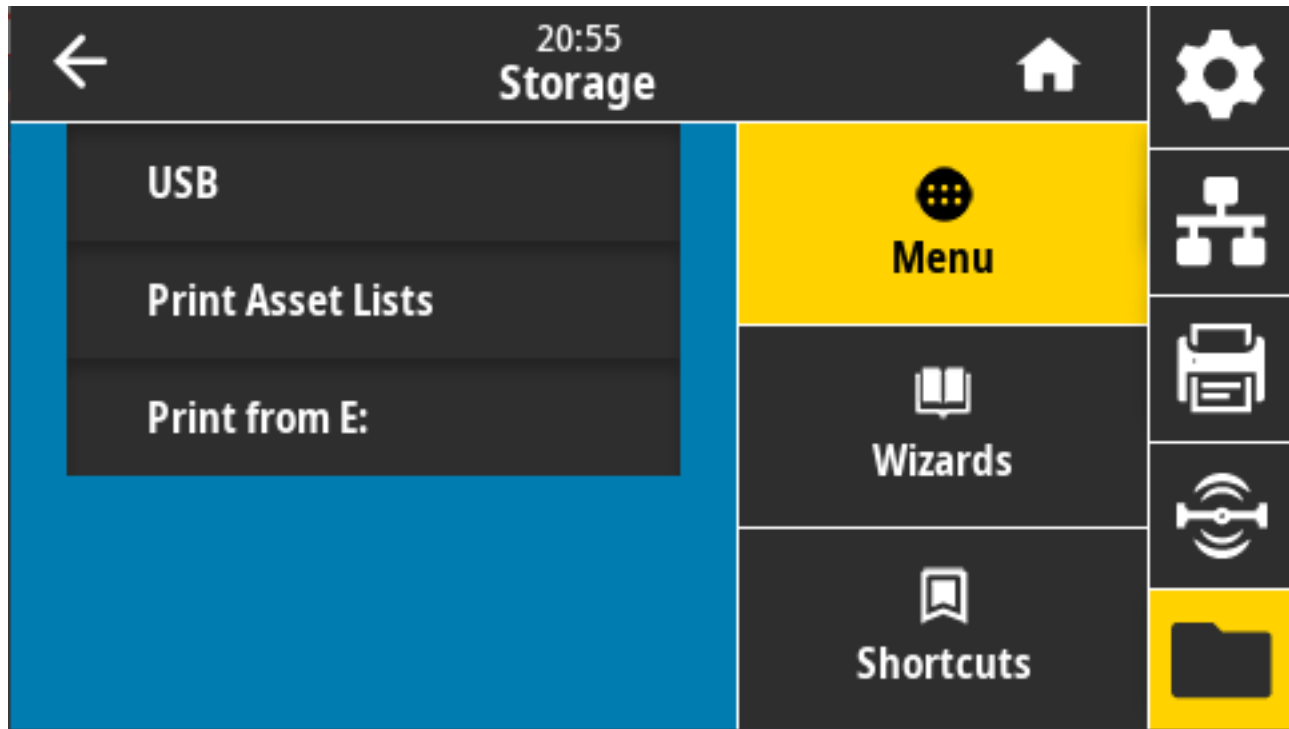 20:55
Storage
USB
Print Asset Lists
Print from E:
Menu
Wizards
Shortcuts